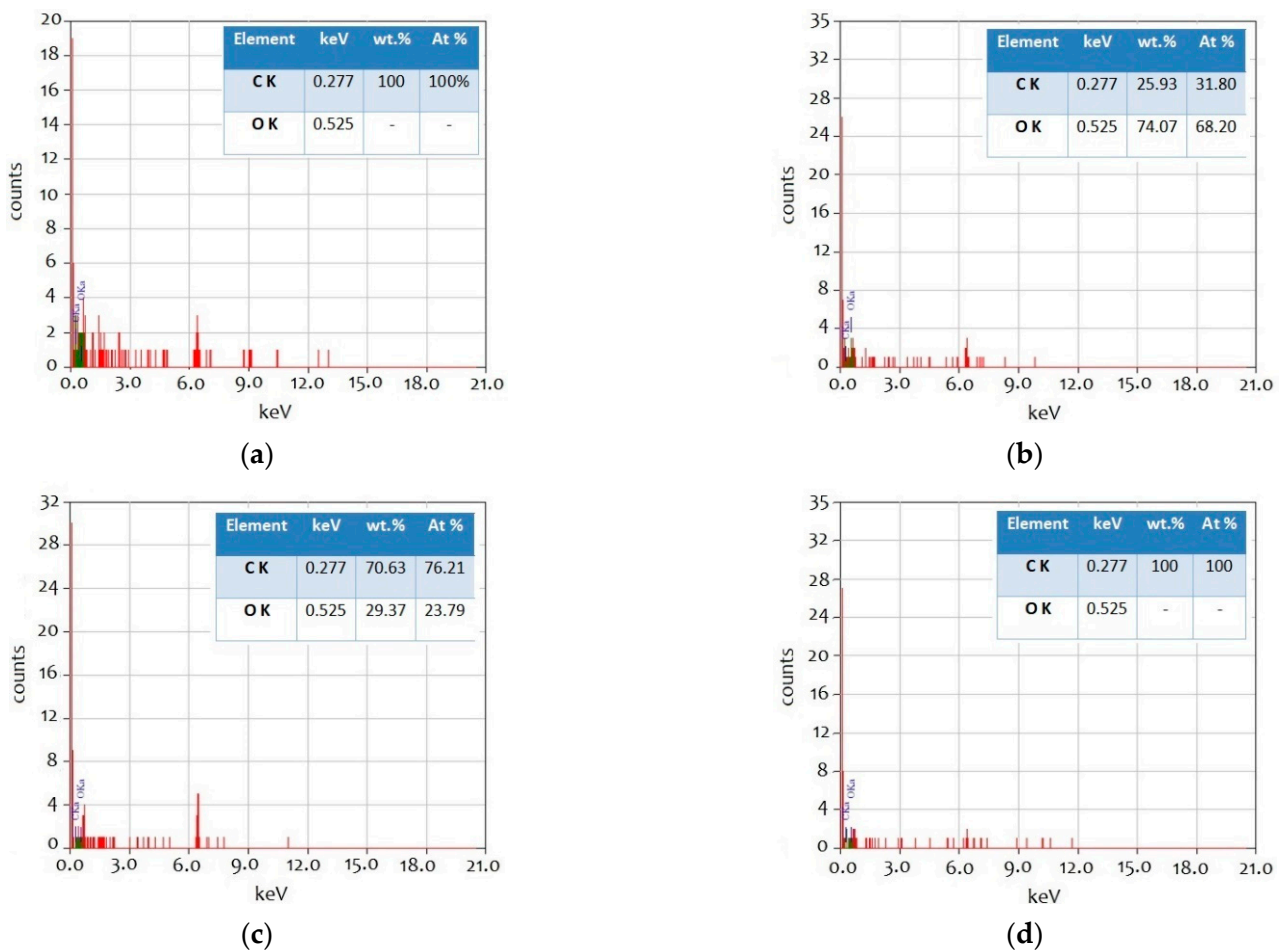 20
18
16
14
12
10
8
6
4
2
0
counts
Element keV wt.% At %
C K 0.277 100 100%
O K 0.525 - -
OKa
0.0 3.0 6.0 9.0 12.0 15.0 18.0 21.0
keV
(a)
35
32
28
24
20
16
12
8
4
0
counts
Element keV wt.% At %
C K 0.277 25.93 31.80
O K 0.525 74.07 68.20
OKa
CKa
0.0 3.0 6.0 9.0 12.0 15.0 18.0 21.0
keV
(b)
32
28
24
20
16
12
8
4
0
counts
Element keV wt.% At %
C K 0.277 70.63 76.21
O K 0.525 29.37 23.79
CKa OKa
0.0 3.0 6.0 9.0 12.0 15.0 18.0 21.0
keV
(c)
35
32
28
24
20
16
12
8
4
0
counts
Element keV wt.% At %
C K 0.277 100 100
O K 0.525 - -
CKa OKa
0.0 3.0 6.0 9.0 12.0 15.0 18.0 21.0
keV
(d)